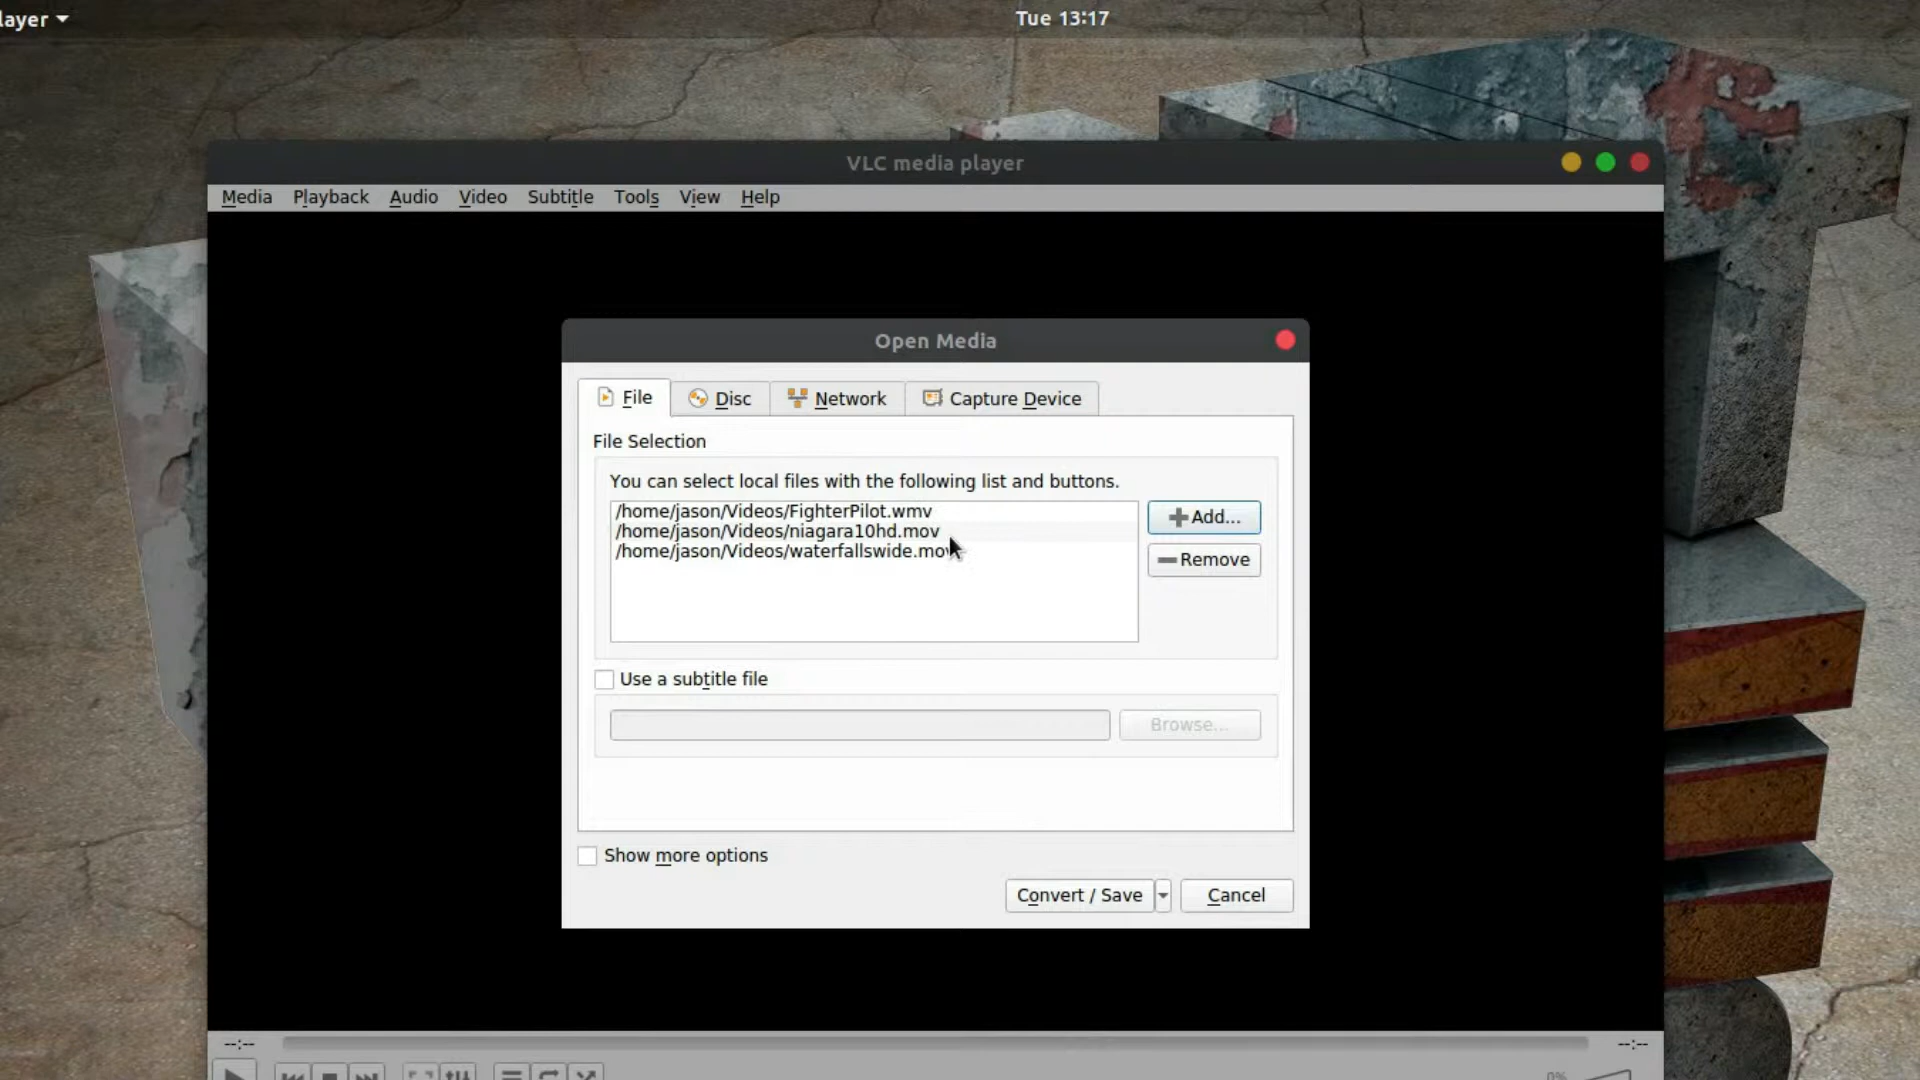 layer
Tue 13:17
VLC media player
Media Playback Audio Video Subtitle Tools View Help
Open Media
File Disc Network Capture Device
File Selection
You can select local files with the following list and buttons.
/home/jason/Videos/FighterPilot.wmv
/home/jason/Videos/niagara10hd.mov
/home/jason/Videos/waterfallswide.mov
Add...
Remove
Use a subtitle file
Browse...
Show more options
Convert / Save
Cancel
--:--
--:--
0%